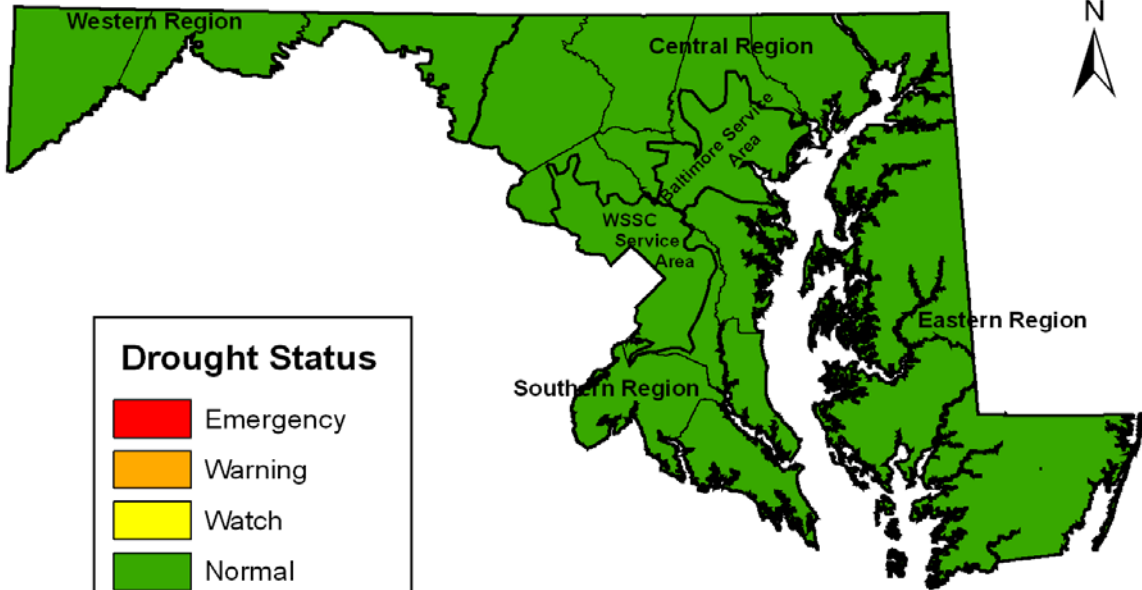 N
Western Region
Central Region
Baltimore Service
Area
WSSC
Service
Area
Eastern Region
Southern Region
Drought Status
Emergency
Warning
Watch
Normal